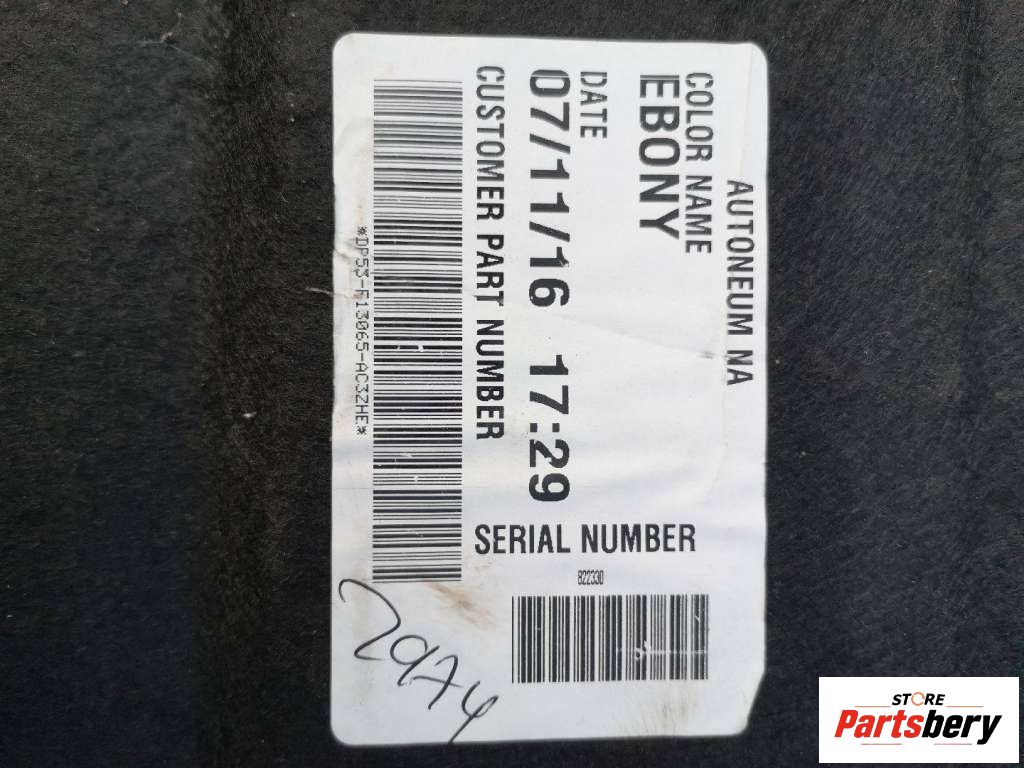 AUTONEUM NA
COLOR NAME
EBONY
DATE
07/11/16 17:29
CUSTOMER PART NUMBER
*DP53-F13065-AC3ZHE*
SERIAL NUMBER
822330
2974
STORE
Partsbery